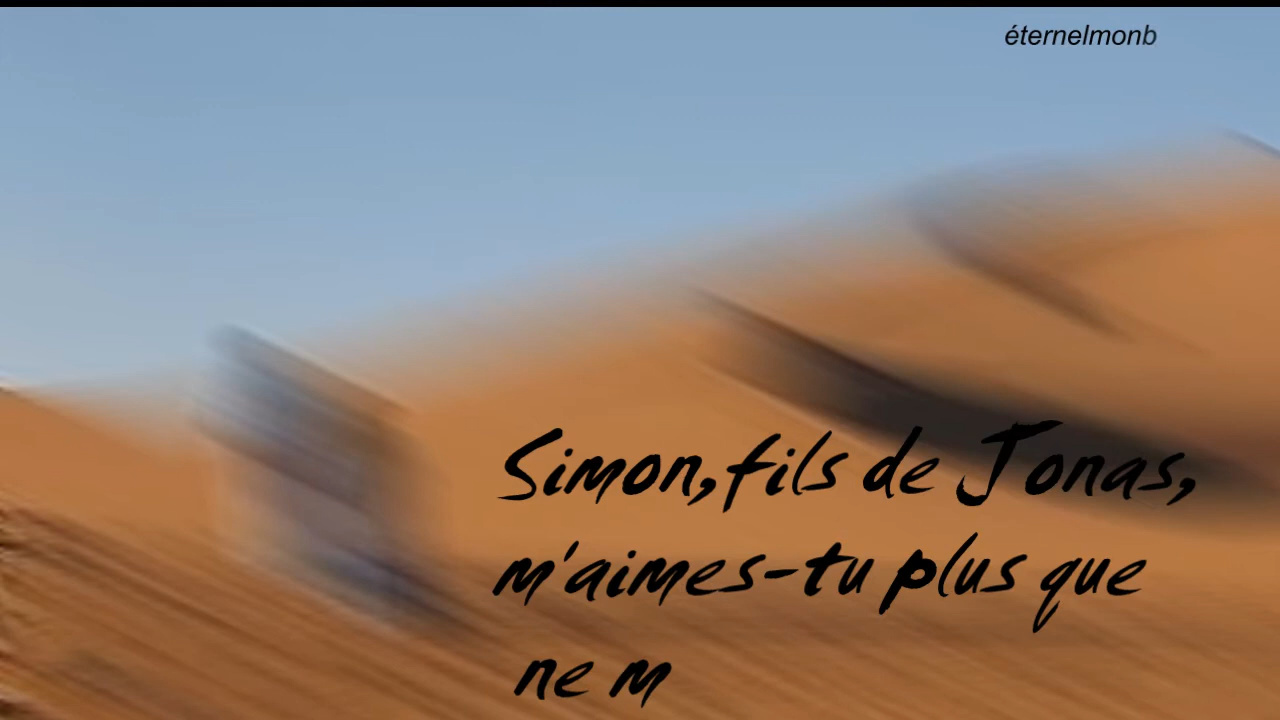 éternelmonb
Simon,fils de Jonas,
m'aimes-tu plus que
ne m